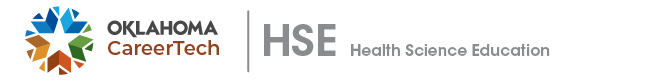 OKLAHOMA
CareerTech
HSE Health Science Education